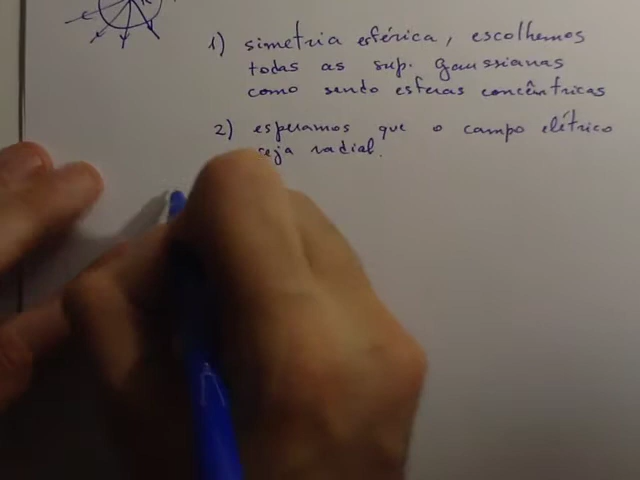 1) simetria esférica, escolhemos
todas as sup. gaussianas
como sendo esferas concêntricas
2) esperamos que o campo elétrico
seja radial.